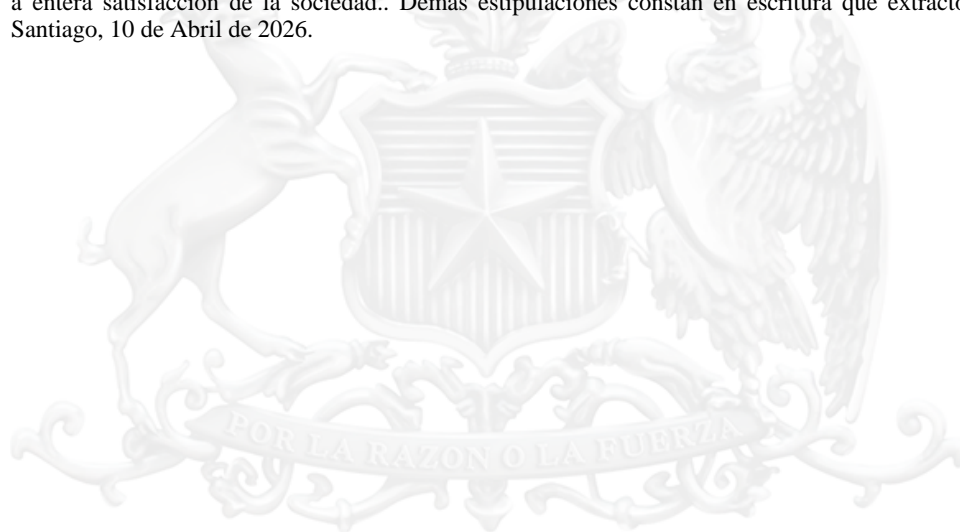 a entera satisfacción de la sociedad.. Demás estipulaciones constan en escritura que extracto
Santiago, 10 de Abril de 2026.
POR LA RAZON O LA FUERZA